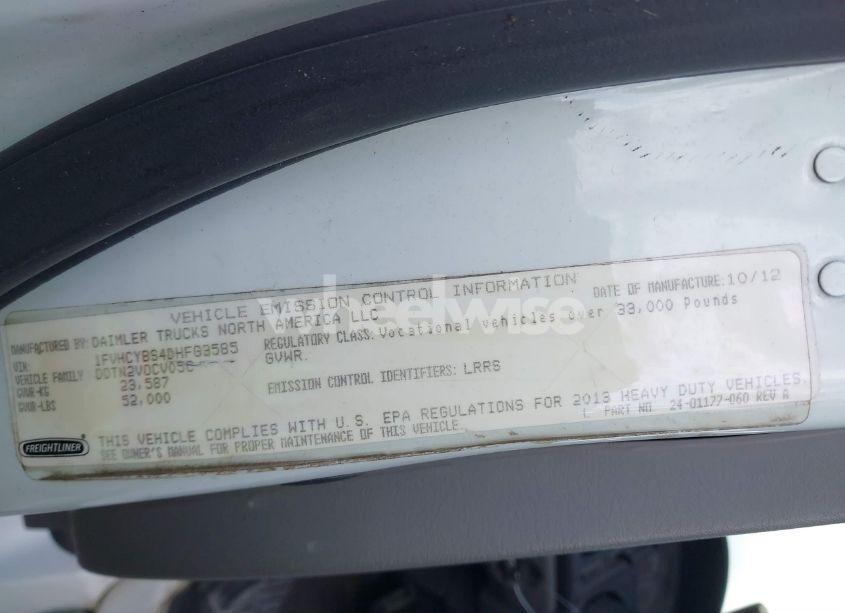 VEHICLE EMISSION CONTROL INFORMATION
DATE OF MANUFACTURE: 10/12
MANUFACTURED BY: DAIMLER TRUCKS NORTH AMERICA LLC
VIN: 1FVHCYBS4DHFG3585
REGULATORY CLASS: Vocational vehicles over 33,000 Pounds GVWR.
VEHICLE FAMILY DDTN2VOCV05
GVWR-KG 23,587
EMISSION CONTROL IDENTIFIERS: LRRS
GVWR-LBS 52,000
THIS VEHICLE COMPLIES WITH U.S. EPA REGULATIONS FOR 2013 HEAVY DUTY VEHICLES.
SEE OWNER'S MANUAL FOR PROPER MAINTENANCE OF THIS VEHICLE
PART NO. 24-01177-060 REV A
FREIGHTLINER
wheelwise